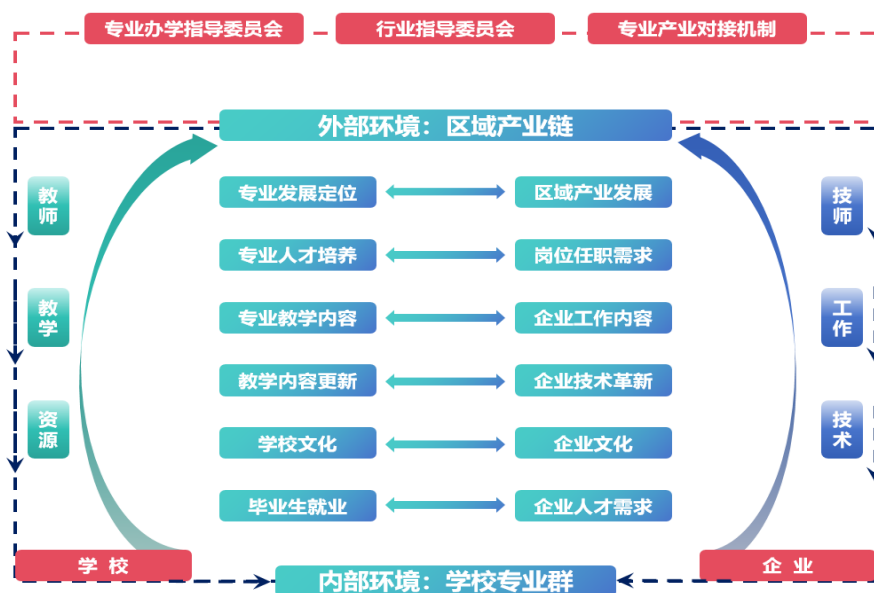 专业办学指导委员会 行业指导委员会 专业产业对接机制
外部环境：区域产业链
教师
技师
专业发展定位 区域产业发展
专业人才培养 岗位任职需求
教学
工作
专业教学内容 企业工作内容
教学内容更新 企业技术革新
资源
技术
学校文化 企业文化
毕业生就业 企业人才需求
学校
企业
内部环境：学校专业群